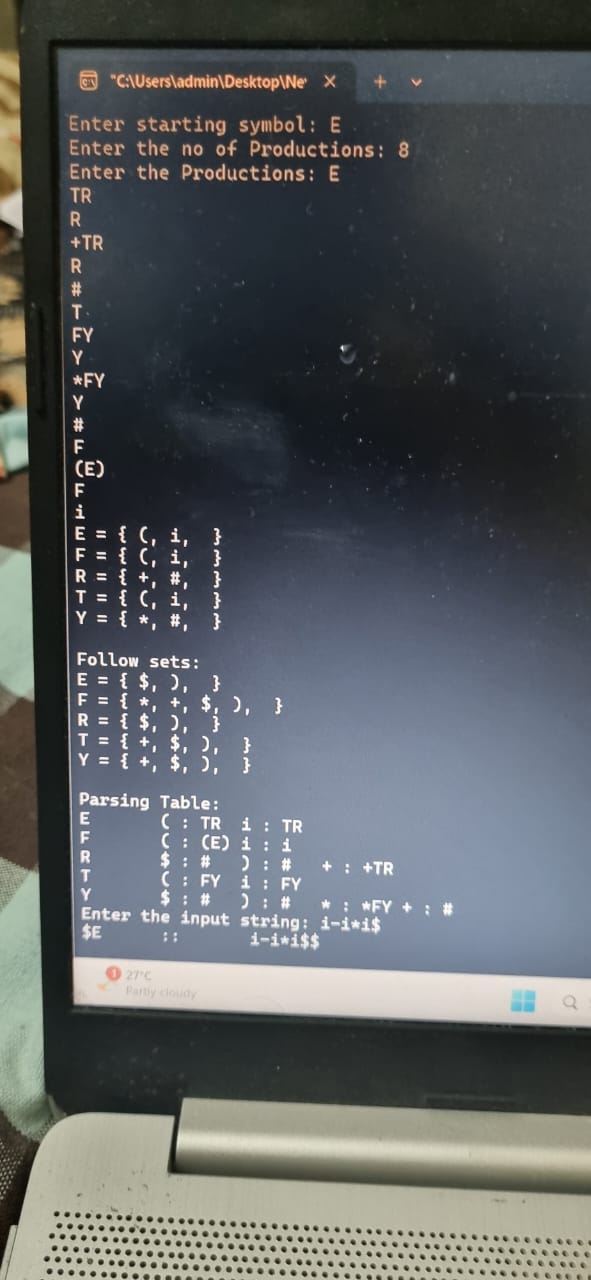 "C:\Users\admin\Desktop\Ne
Enter starting symbol: E
Enter the no of Productions: 8
Enter the Productions: E
TR
R
+TR
R
#
T
FY
Y
*FY
Y
#
F
(E)
F
i
E = { (, i,  }
F = { (, i,  }
R = { +, #,  }
T = { (, i,  }
Y = { *, #,  }
Follow sets:
E = { $, ),  }
F = { *, +, $, ),  }
R = { $, ),  }
T = { +, $, ),  }
Y = { +, $, ),  }
Parsing Table:
E ( : TR i : TR
F ( : (E) i : i
R $ : # ) : # + : +TR
T ( : FY i : FY
Y $ : # ) : # * : *FY + : #
Enter the input string: i-i*i$
$E :: i-i*i$$
1 27°C
Partly cloudy